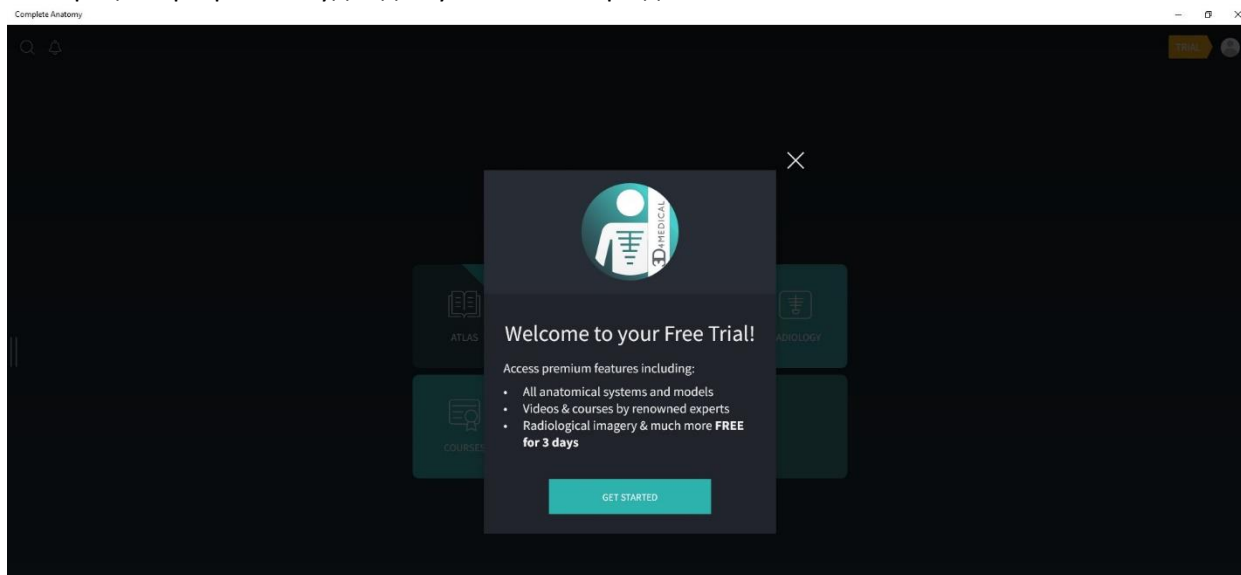 Complete Anatomy
TRIAL
3D4MEDICAL
ATLAS
ADIOLOGY
COURSES
Welcome to your Free Trial!
Access premium features including:
• All anatomical systems and models
• Videos & courses by renowned experts
• Radiological imagery & much more FREE
for 3 days
GET STARTED